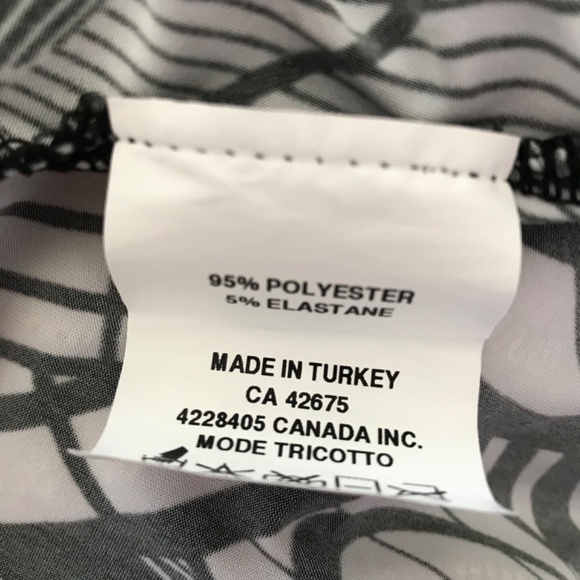 95% POLYESTER
5% ELASTANE
MADE IN TURKEY
CA 42675
4228405 CANADA INC.
MODE TRICOTTO